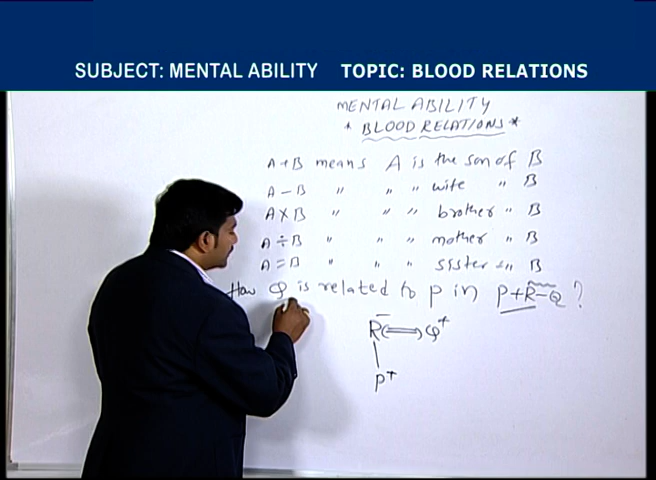 SUBJECT: MENTAL ABILITY TOPIC: BLOOD RELATIONS
MENTAL ABILITY
* BLOOD RELATIONS *
A+B means A is the son of B
A-B " " " wife " B
A×B " " " brother " B
A÷B " " " mother " B
A=B " " " sister " B
How Q is related to P in P+R-Q ?
R⁻ ⟺ Q⁺
P⁺